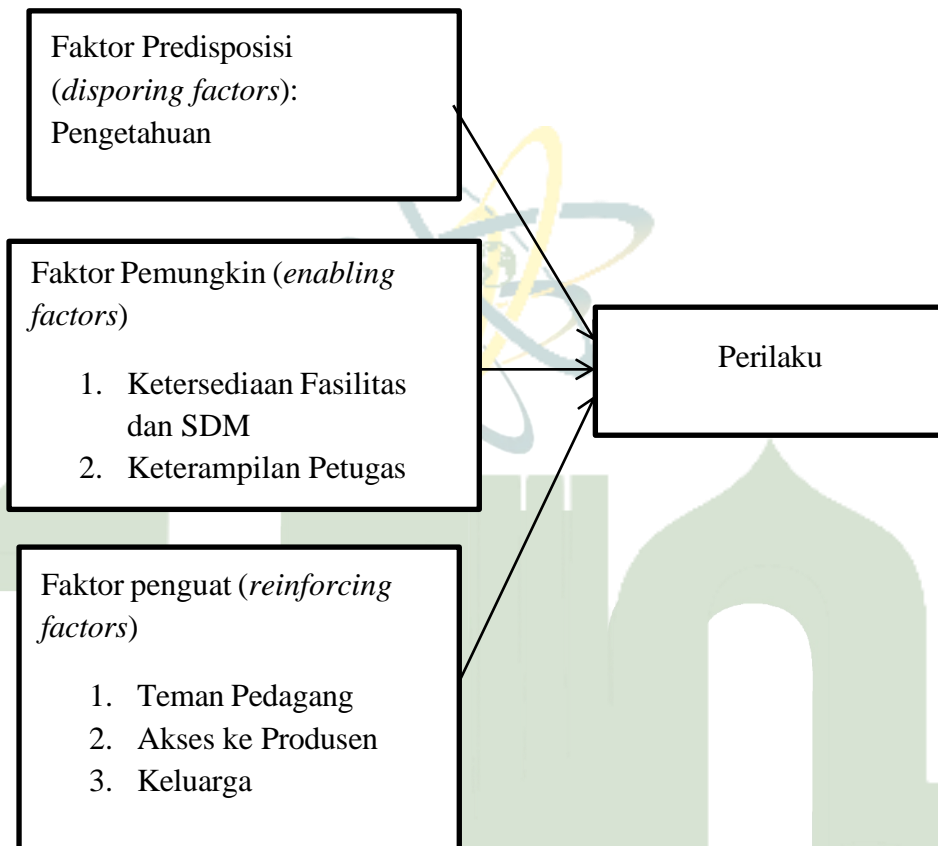 Faktor Predisposisi
(disporing factors):
Pengetahuan
Faktor Pemungkin (enabling
factors)
1. Ketersediaan Fasilitas
dan SDM
2. Keterampilan Petugas
Perilaku
Faktor penguat (reinforcing
factors)
1. Teman Pedagang
2. Akses ke Produsen
3. Keluarga